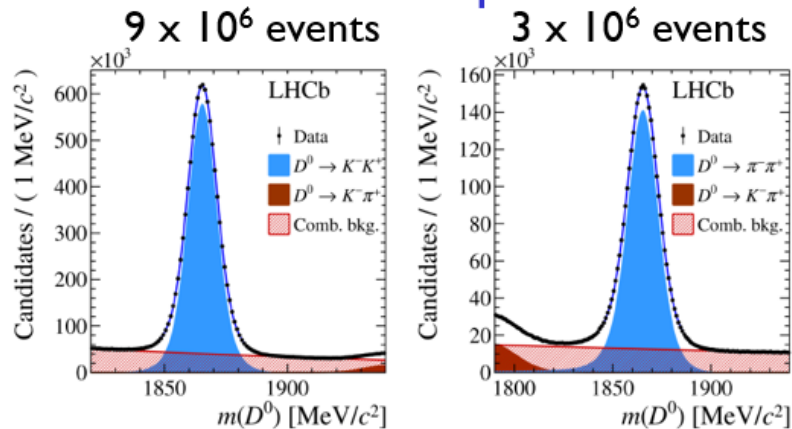 9 x 10⁶ events
×10³
Candidates / ( 1 MeV/c² )
600
500
400
300
200
100
0
LHCb
Data
D⁰ → K⁻K⁺
D⁰ → K⁻π⁺
Comb. bkg.
1850
1900
m(D⁰) [MeV/c²]
3 x 10⁶ events
×10³
Candidates / ( 1 MeV/c² )
160
140
120
100
80
60
40
20
0
LHCb
Data
D⁰ → π⁻π⁺
D⁰ → K⁻π⁺
Comb. bkg.
1800
1850
1900
m(D⁰) [MeV/c²]